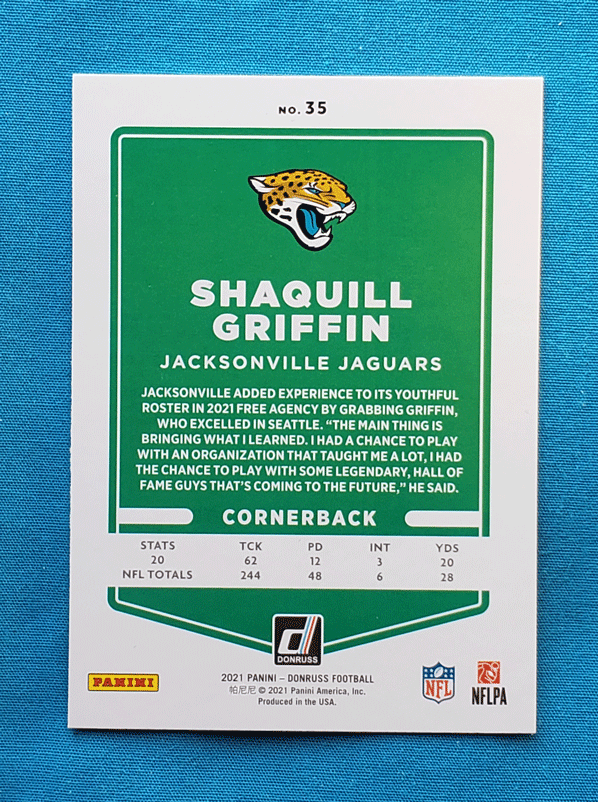 NO. 35
SHAQUILL
GRIFFIN
JACKSONVILLE JAGUARS
JACKSONVILLE ADDED EXPERIENCE TO ITS YOUTHFUL
ROSTER IN 2021 FREE AGENCY BY GRABBING GRIFFIN,
WHO EXCELLED IN SEATTLE. “THE MAIN THING IS
BRINGING WHAT I LEARNED. I HAD A CHANCE TO PLAY
WITH AN ORGANIZATION THAT TAUGHT ME A LOT, I HAD
THE CHANCE TO PLAY WITH SOME LEGENDARY, HALL OF
FAME GUYS THAT’S COMING TO THE FUTURE,” HE SAID.
CORNERBACK
STATS TCK PD INT YDS
20 62 12 3 20
NFL TOTALS 244 48 6 28
d
DONRUSS
PANINI
2021 PANINI – DONRUSS FOOTBALL
帕尼尼 © 2021 Panini America, Inc.
Produced in the USA.
NFL
NFLPA